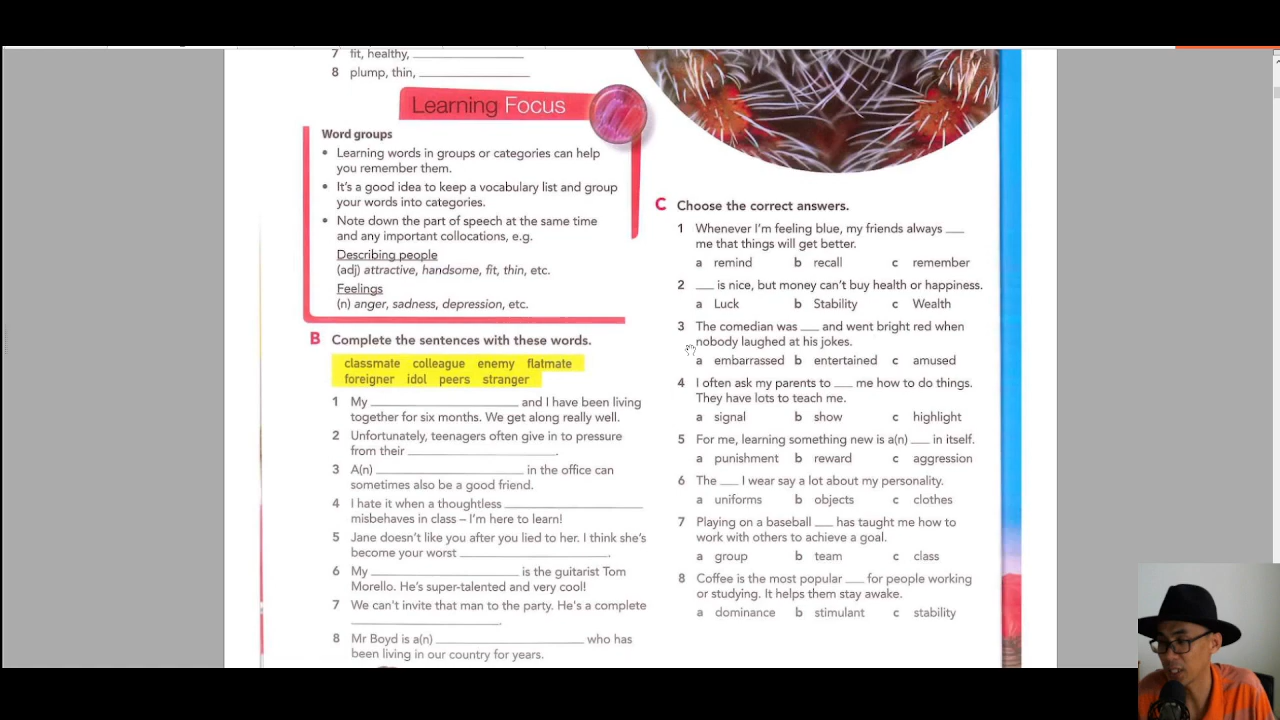 7 fit, healthy, ____
8 plump, thin, ____
Learning Focus
Word groups
• Learning words in groups or categories can help
you remember them.
• It's a good idea to keep a vocabulary list and group
your words into categories.
• Note down the part of speech at the same time
and any important collocations, e.g.
Describing people
(adj) attractive, handsome, fit, thin, etc.
Feelings
(n) anger, sadness, depression, etc.
B Complete the sentences with these words.
classmate colleague enemy flatmate
foreigner idol peers stranger
1 My ____ and I have been living
together for six months. We get along really well.
2 Unfortunately, teenagers often give in to pressure
from their ____.
3 A(n) ____ in the office can
sometimes also be a good friend.
4 I hate it when a thoughtless ____
misbehaves in class – I'm here to learn!
5 Jane doesn't like you after you lied to her. I think she's
become your worst ____.
6 My ____ is the guitarist Tom
Morello. He's super-talented and very cool!
7 We can't invite that man to the party. He's a complete
____.
8 Mr Boyd is a(n) ____ who has
been living in our country for years.
C Choose the correct answers.
1 Whenever I'm feeling blue, my friends always ___
me that things will get better.
a remind b recall c remember
2 ___ is nice, but money can't buy health or happiness.
a Luck b Stability c Wealth
3 The comedian was ___ and went bright red when
nobody laughed at his jokes.
a embarrassed b entertained c amused
4 I often ask my parents to ___ me how to do things.
They have lots to teach me.
a signal b show c highlight
5 For me, learning something new is a(n) ___ in itself.
a punishment b reward c aggression
6 The ___ I wear say a lot about my personality.
a uniforms b objects c clothes
7 Playing on a baseball ___ has taught me how to
work with others to achieve a goal.
a group b team c class
8 Coffee is the most popular ___ for people working
or studying. It helps them stay awake.
a dominance b stimulant c stability